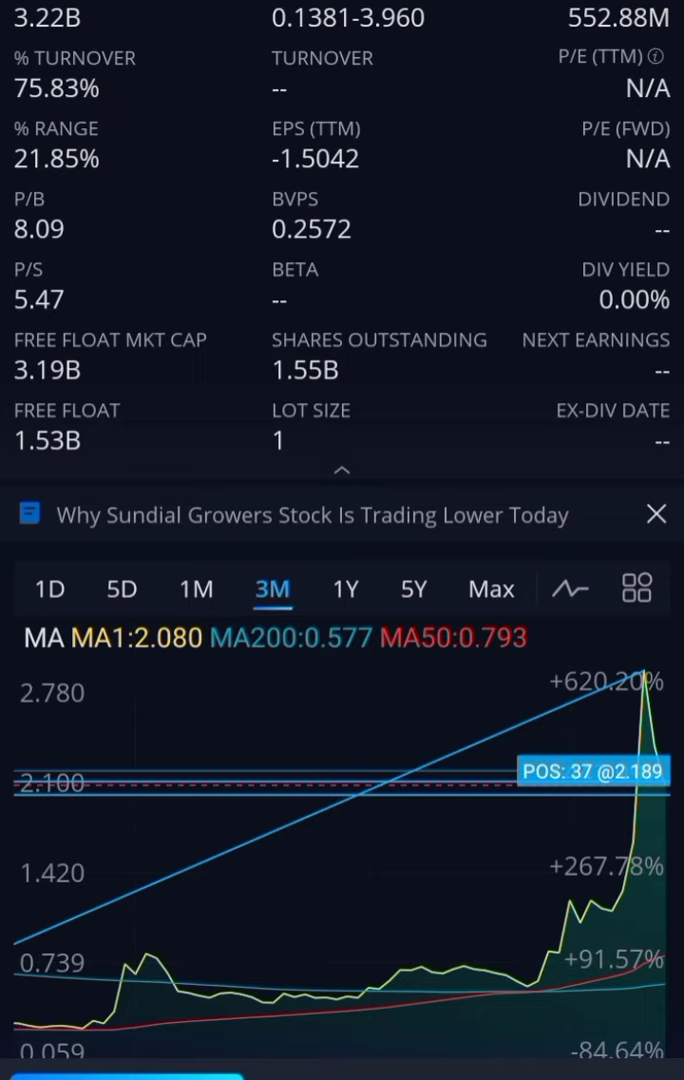 3.22B 0.1381-3.960 552.88M
% TURNOVER TURNOVER P/E (TTM) ⓘ
75.83% -- N/A
% RANGE EPS (TTM) P/E (FWD)
21.85% -1.5042 N/A
P/B BVPS DIVIDEND
8.09 0.2572 --
P/S BETA DIV YIELD
5.47 -- 0.00%
FREE FLOAT MKT CAP SHARES OUTSTANDING NEXT EARNINGS
3.19B 1.55B --
FREE FLOAT LOT SIZE EX-DIV DATE
1.53B 1 --
Why Sundial Growers Stock Is Trading Lower Today
1D 5D 1M 3M 1Y 5Y Max
MA MA1:2.080 MA200:0.577 MA50:0.793
2.780 +620.20%
POS: 37 @2.189
2.100
1.420 +267.78%
0.739 +91.57%
0.059 -84.64%